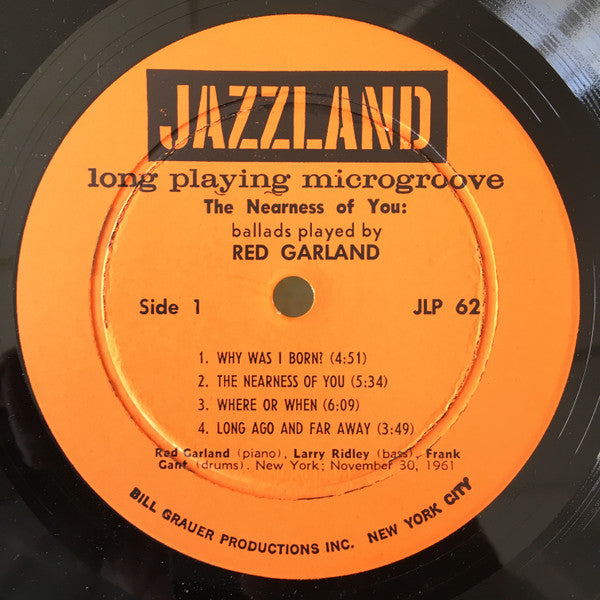 JAZZLAND
long playing microgroove
The Nearness of You:
ballads played by
RED GARLAND
Side 1 JLP 62
1. WHY WAS I BORN? (4:51)
2. THE NEARNESS OF YOU (5:34)
3. WHERE OR WHEN (6:09)
4. LONG AGO AND FAR AWAY (3:49)
Red Garland (piano), Larry Ridley (bass), Frank
Gant (drums). New York; November 30, 1961
BILL GRAUER PRODUCTIONS INC. NEW YORK CITY